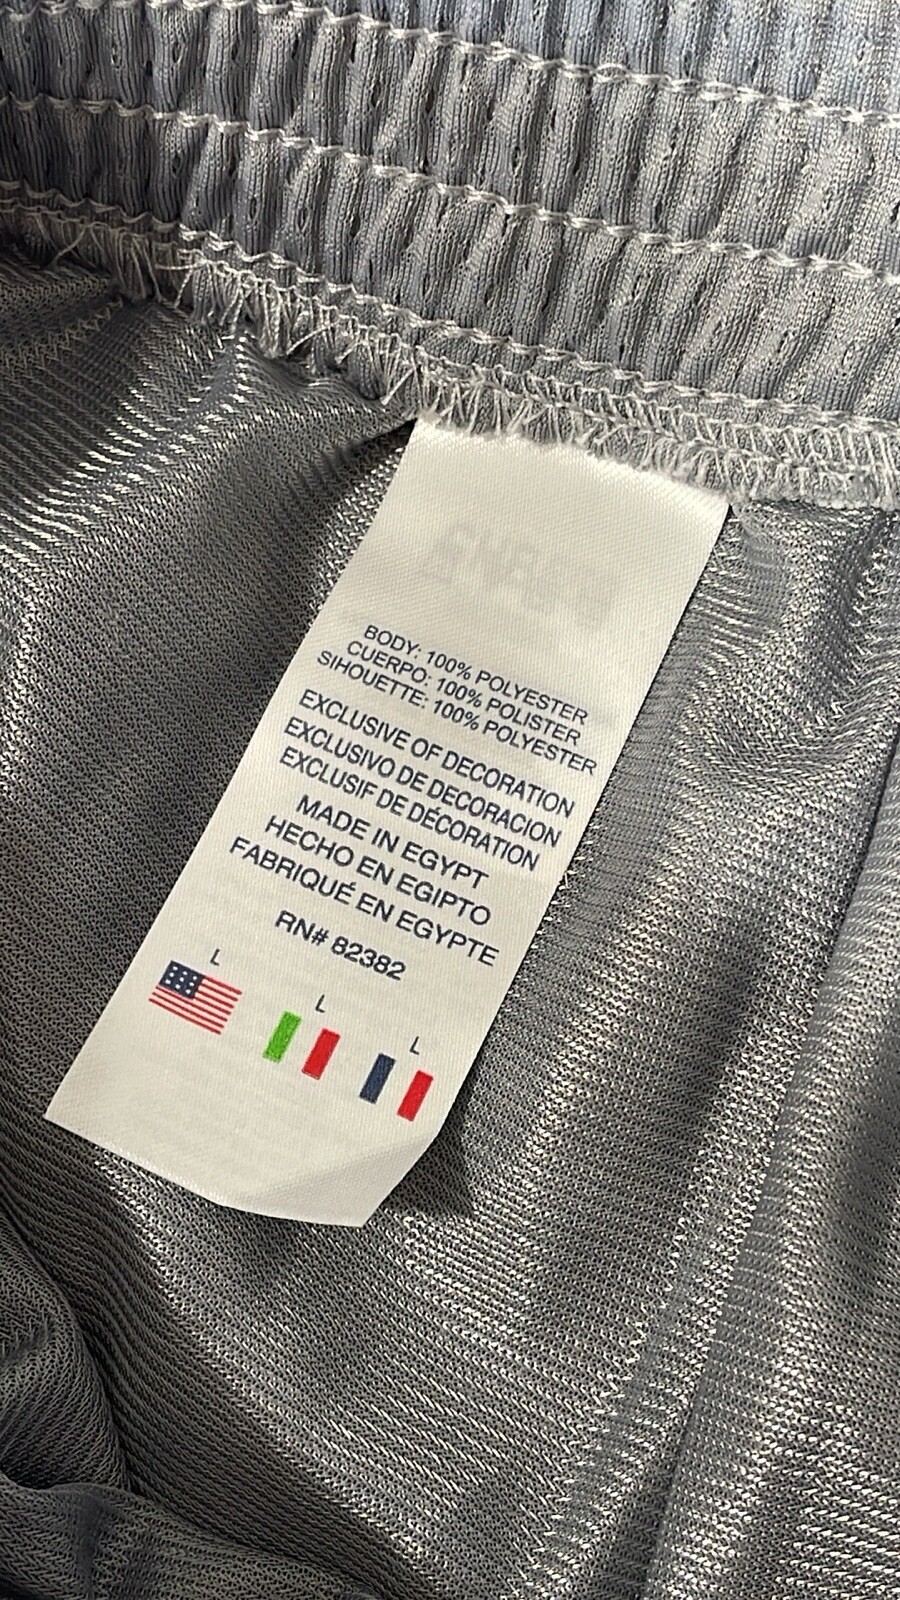 BODY: 100% POLYESTER
CUERPO: 100% POLISTER
SIHOUETTE: 100% POLYESTER
EXCLUSIVE OF DECORATION
EXCLUSIVO DE DECORACION
EXCLUSIF DE DÉCORATION
MADE IN EGYPT
HECHO EN EGIPTO
FABRIQUÉ EN EGYPTE
RN# 82382
L L L